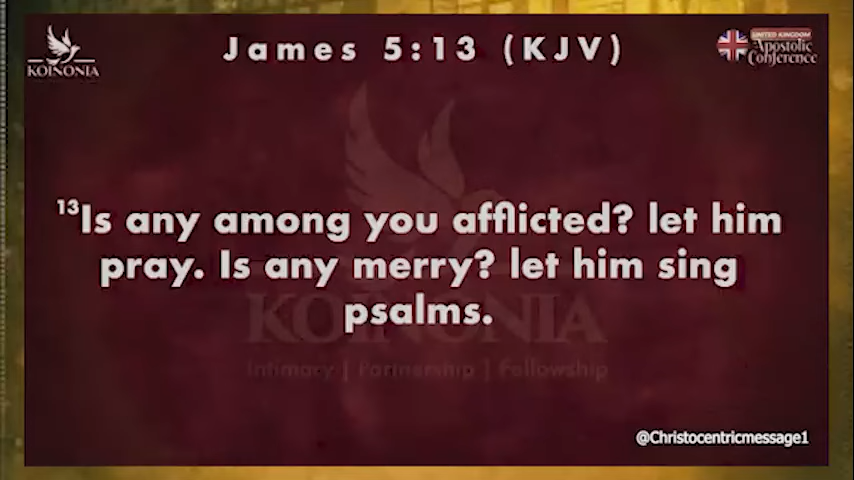 KOINONIA
James 5:13 (KJV)
UNITED KINGDOM
Apostolic
Conference
13Is any among you afflicted? let him
pray. Is any merry? let him sing
psalms.
KOINONIA
Intimacy | Partnership | Fellowship
@Christocentricmessage1